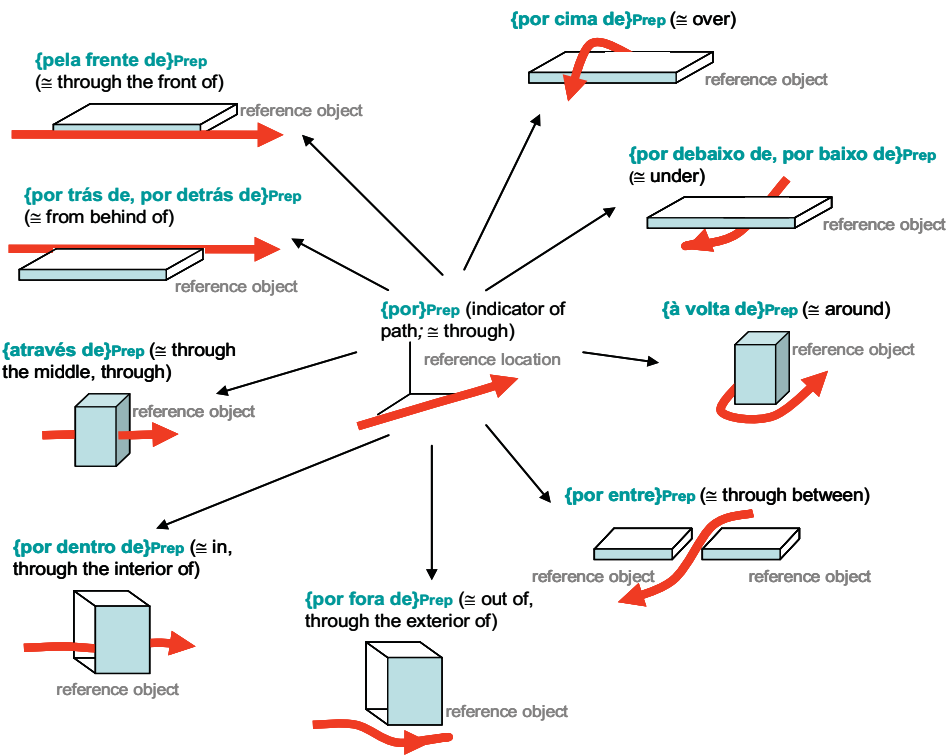 {por cima de}Prep (≅ over)
reference object
{pela frente de}Prep
(≅ through the front of)
reference object
{por debaixo de, por baixo de}Prep
(≅ under)
reference object
{por trás de, por detrás de}Prep
(≅ from behind of)
reference object
{por}Prep (indicator of
path; ≅ through)
reference location
{à volta de}Prep (≅ around)
reference object
{através de}Prep (≅ through
the middle, through)
reference object
{por entre}Prep (≅ through between)
reference object
reference object
{por dentro de}Prep (≅ in,
through the interior of)
reference object
{por fora de}Prep (≅ out of,
through the exterior of)
reference object